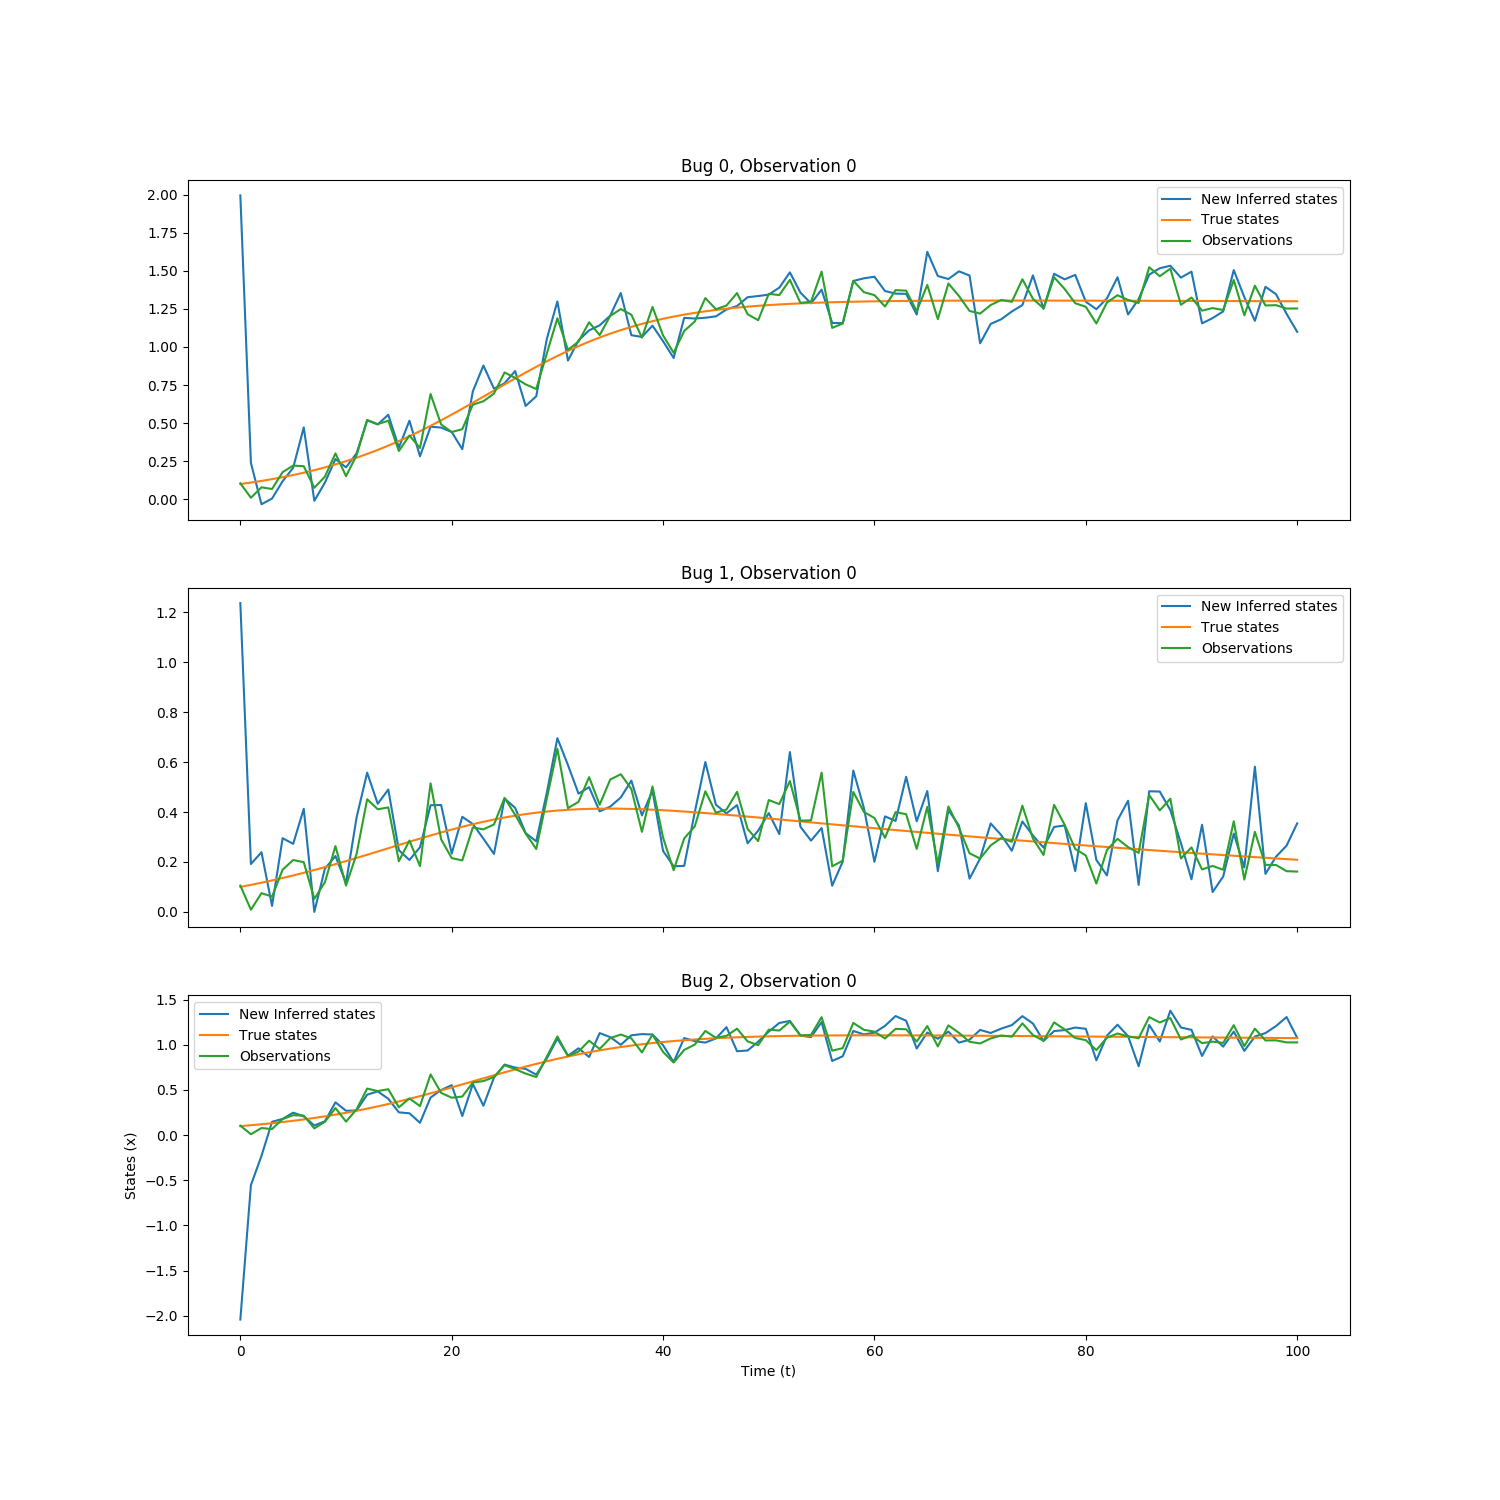 Bug 0, Observation 0
2.00
1.75
1.50
1.25
1.00
0.75
0.50
0.25
0.00
New Inferred states
True states
Observations
Bug 1, Observation 0
1.2
1.0
0.8
0.6
0.4
0.2
0.0
New Inferred states
True states
Observations
Bug 2, Observation 0
States (x)
1.5
1.0
0.5
0.0
−0.5
−1.0
−1.5
−2.0
New Inferred states
True states
Observations
0 20 40 60 80 100
Time (t)